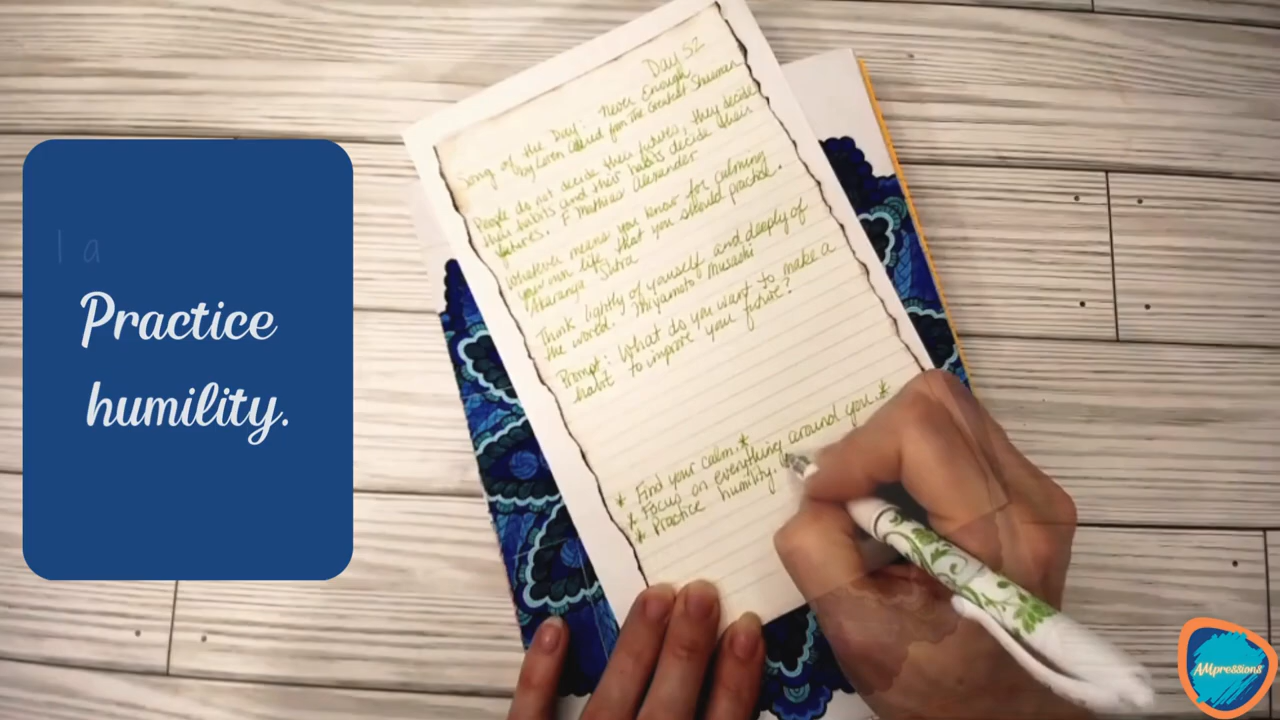 I a
Practice
humility.
Day 52
Song of the Day: Never Enough
by Loren Allred from The Greatest Showman
People do not decide their futures, they decide
their habits and their habits decide their
futures. F Mathias Alexander
Whatever means you know for calming
your own life, that you should practice.
Akaranga Sutra
Think lightly of yourself and deeply of
the world. Miyamoto Musashi
Prompt: What do you want to make a
habit to improve your future?
* Find your calm. *
* Focus on everything around you. *
* Practice humility.
AMpressions